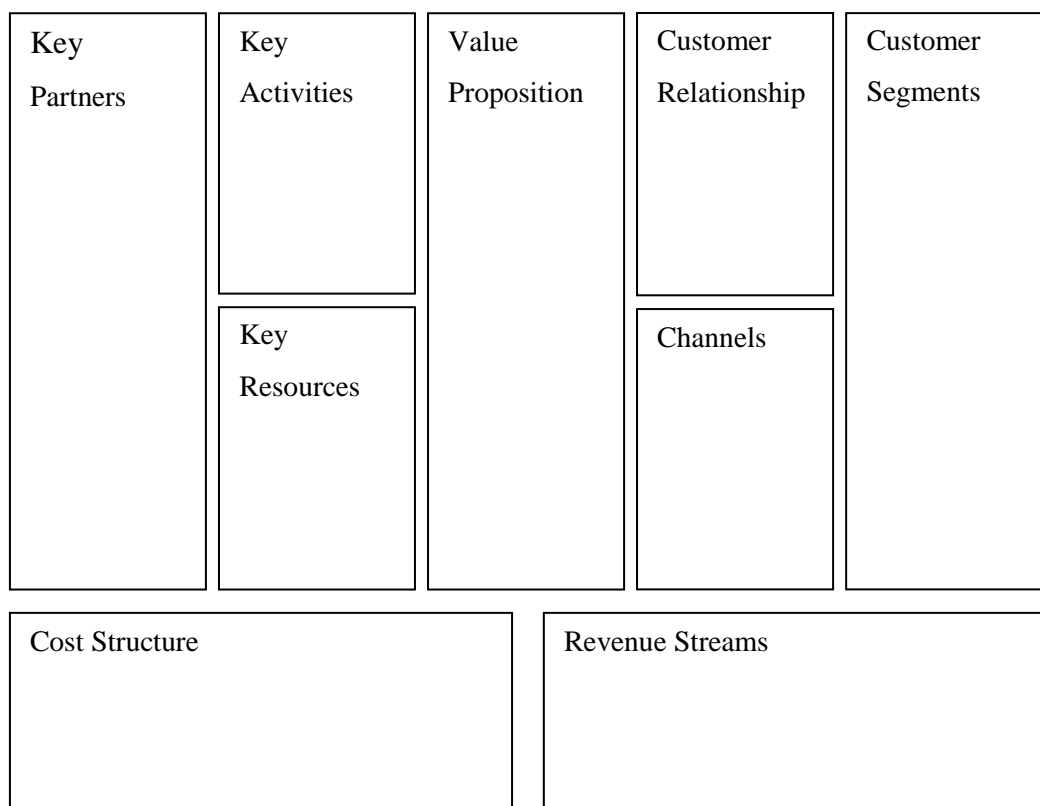 Key
Partners
Key
Activities
Key
Resources
Value
Proposition
Customer
Relationship
Channels
Customer
Segments
Cost Structure
Revenue Streams